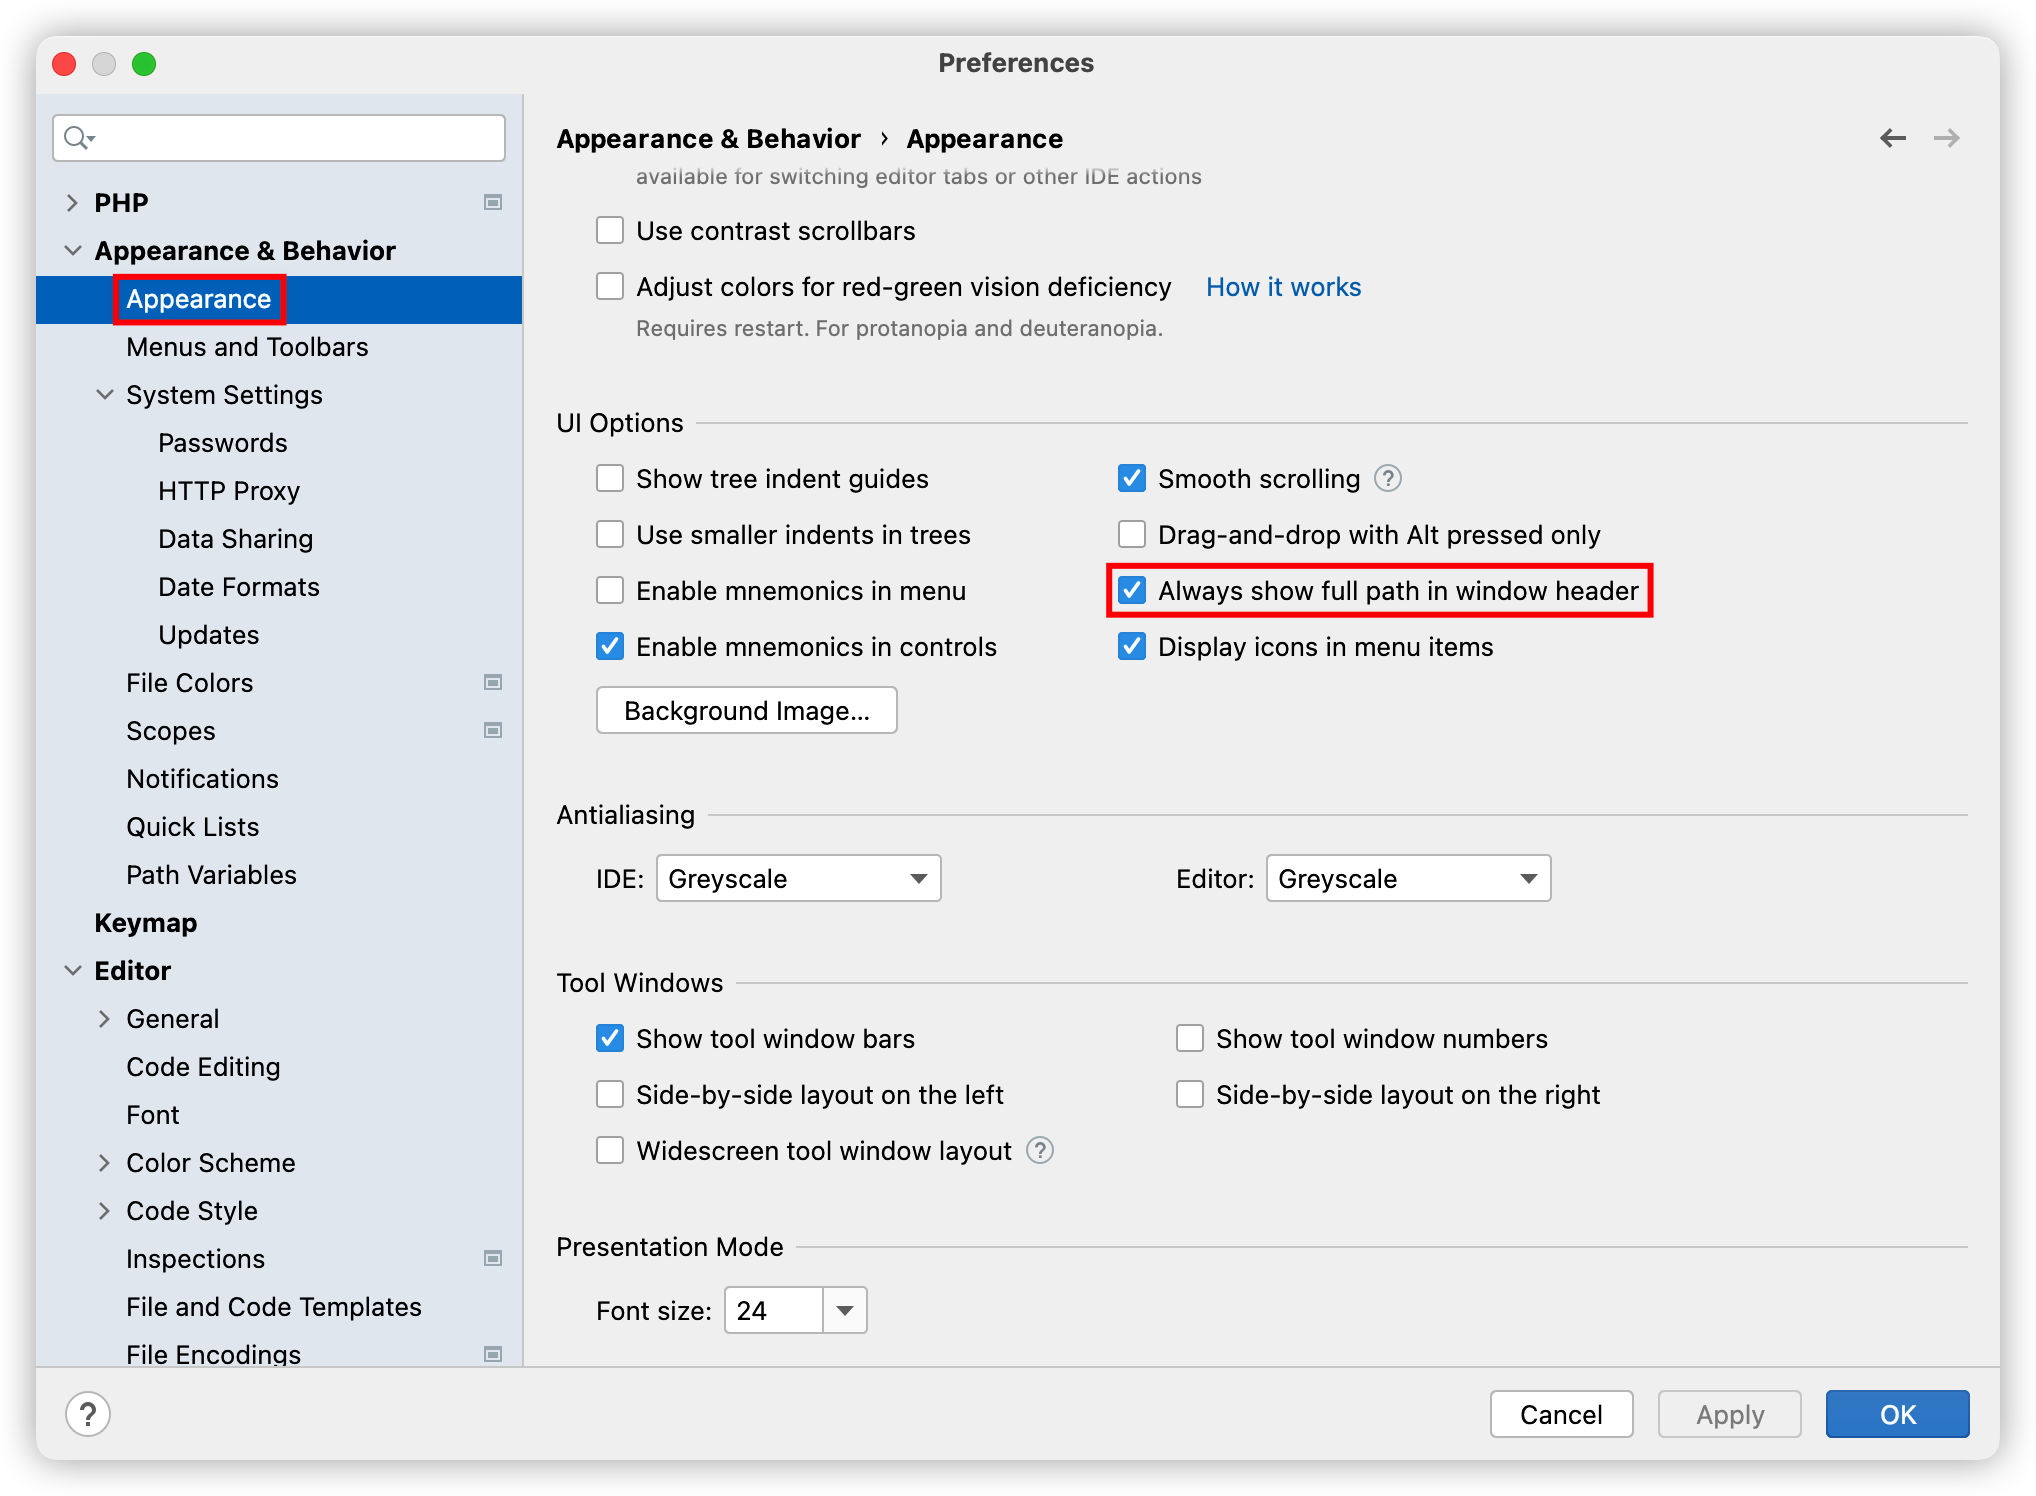 Preferences
PHP
Appearance & Behavior
Appearance
Menus and Toolbars
System Settings
Passwords
HTTP Proxy
Data Sharing
Date Formats
Updates
File Colors
Scopes
Notifications
Quick Lists
Path Variables
Keymap
Editor
General
Code Editing
Font
Color Scheme
Code Style
Inspections
File and Code Templates
File Encodings
Appearance & Behavior › Appearance
available for switching editor tabs or other IDE actions
Use contrast scrollbars
Adjust colors for red-green vision deficiency How it works
Requires restart. For protanopia and deuteranopia.
UI Options
Show tree indent guides Smooth scrolling ?
Use smaller indents in trees Drag-and-drop with Alt pressed only
Enable mnemonics in menu Always show full path in window header
Enable mnemonics in controls Display icons in menu items
Background Image...
Antialiasing
IDE: Greyscale Editor: Greyscale
Tool Windows
Show tool window bars Show tool window numbers
Side-by-side layout on the left Side-by-side layout on the right
Widescreen tool window layout ?
Presentation Mode
Font size: 24
? Cancel Apply OK